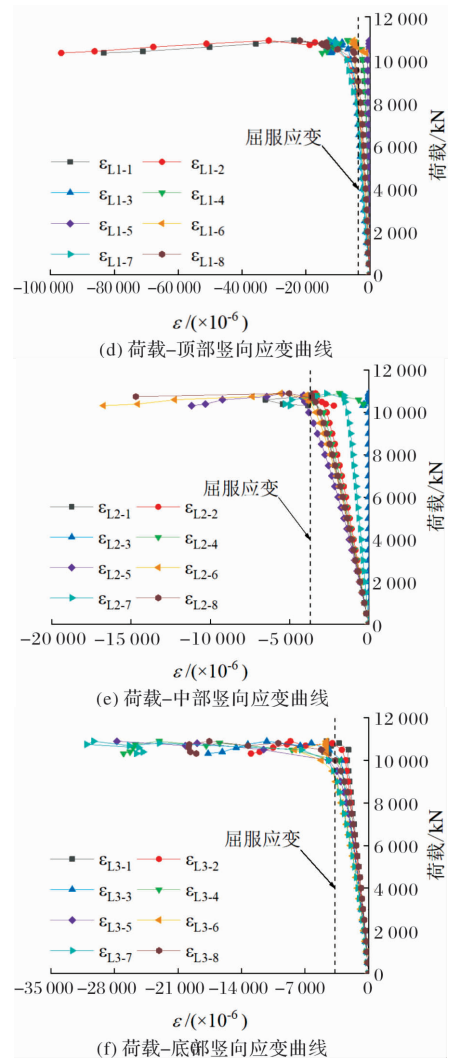 12 000
10 000
8 000
6 000
4 000
2 000
0
荷载/kN
屈服应变
εL1-1 εL1-2
εL1-3 εL1-4
εL1-5 εL1-6
εL1-7 εL1-8
−100 000 −80 000 −60 000 −40 000 −20 000 0
ε/(×10−6)
(d) 荷载-顶部竖向应变曲线
12 000
10 000
8 000
6 000
4 000
2 000
0
荷载/kN
屈服应变
εL2-1 εL2-2
εL2-3 εL2-4
εL2-5 εL2-6
εL2-7 εL2-8
−20 000 −15 000 −10 000 −5 000 0
ε/(×10−6)
(e) 荷载-中部竖向应变曲线
12 000
10 000
8 000
6 000
4 000
2 000
0
荷载/kN
屈服应变
εL3-1 εL3-2
εL3-3 εL3-4
εL3-5 εL3-6
εL3-7 εL3-8
−35 000 −28 000 −21 000 −14 000 −7 000 0
ε/(×10−6)
(f) 荷载-底部竖向应变曲线